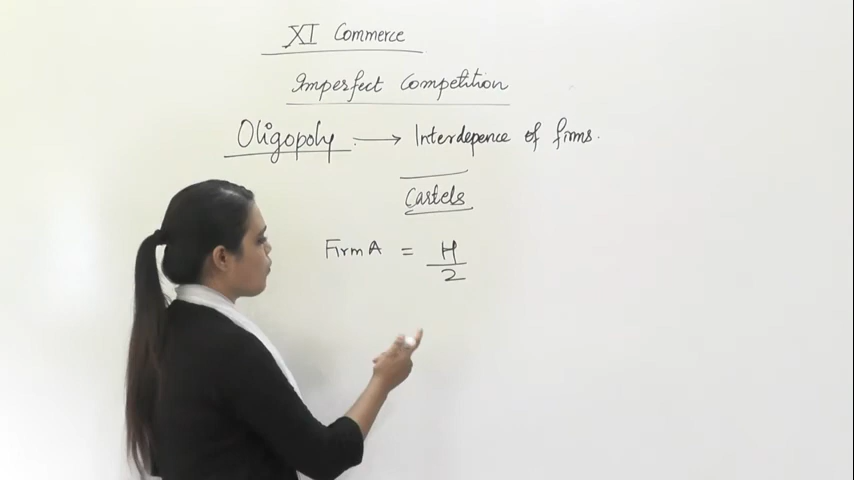 XI Commerce
Imperfect Competition
Oligopoly → Interdepence of firms.
Cartels
Firm A = H
2